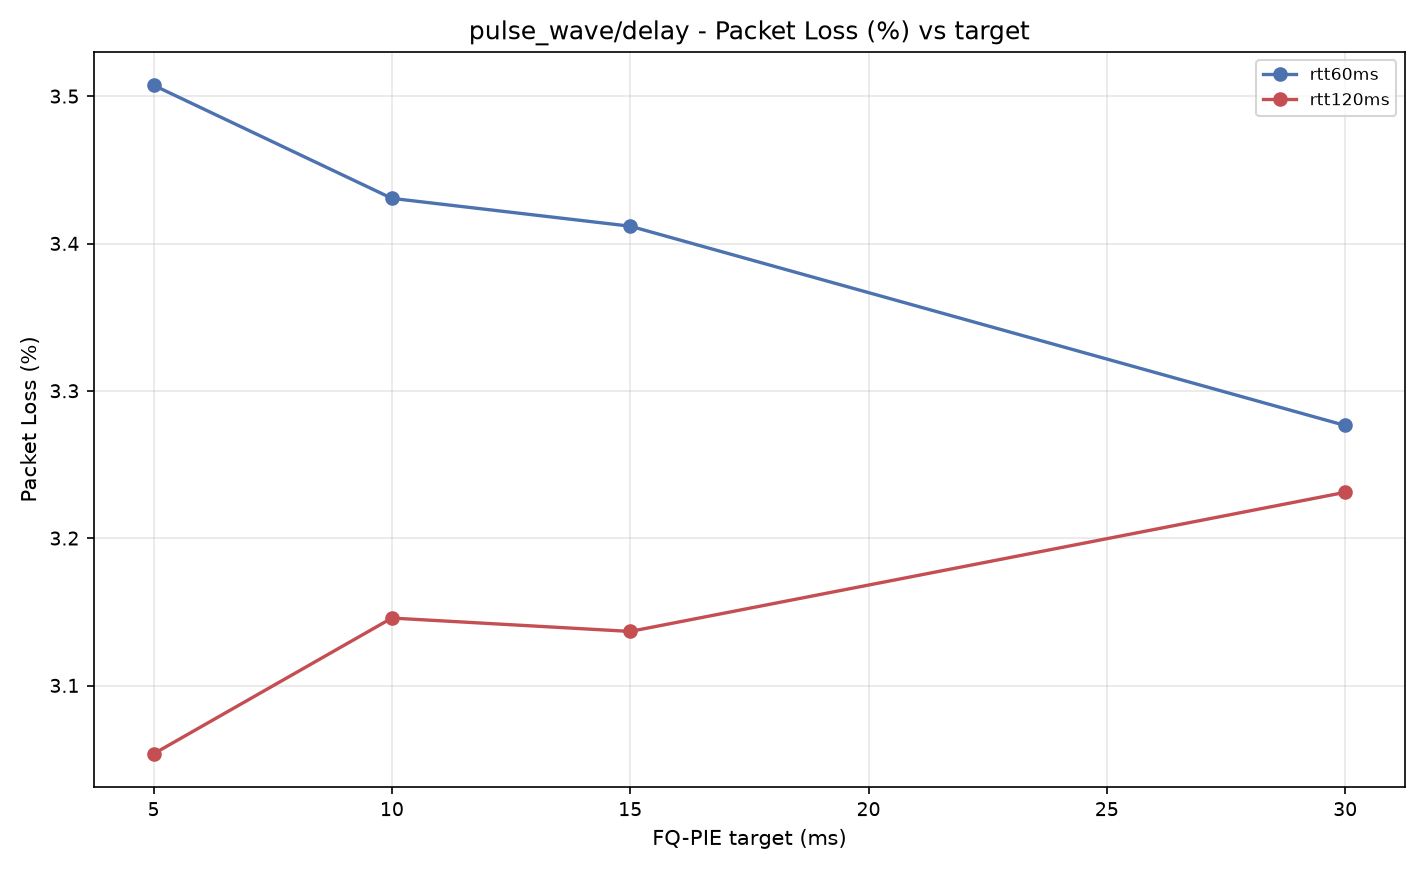 pulse_wave/delay - Packet Loss (%) vs target
rtt60ms
rtt120ms
Packet Loss (%)
3.5
3.4
3.3
3.2
3.1
5
10
15
20
25
30
FQ-PIE target (ms)